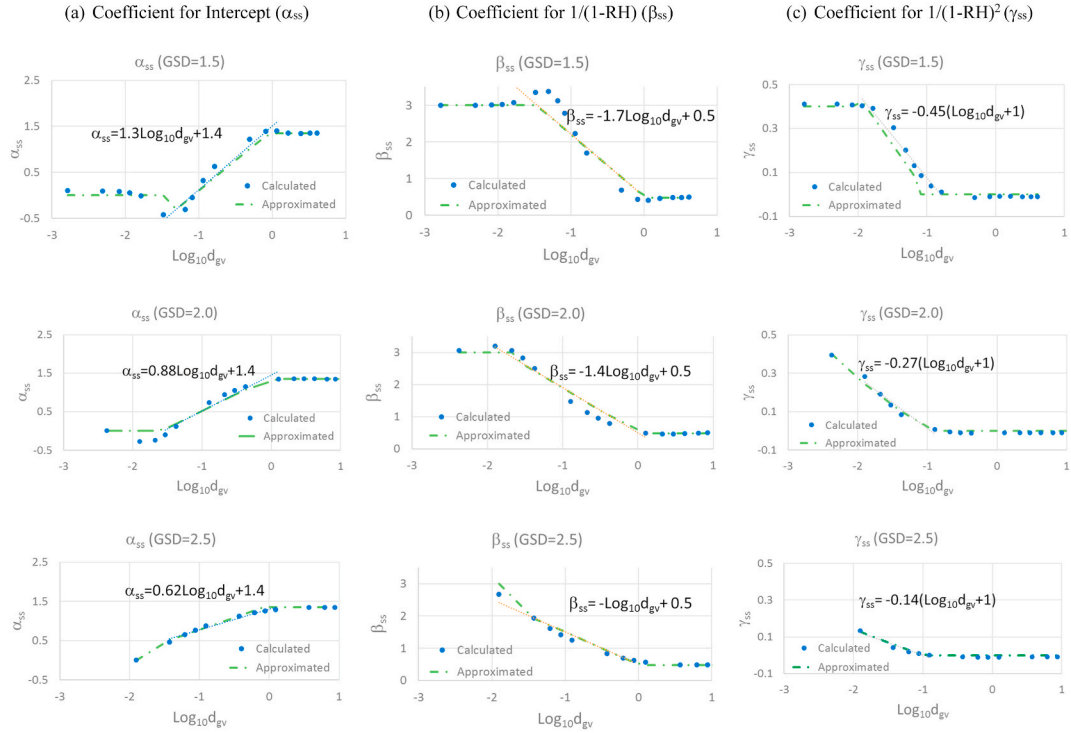 (a) Coefficient for Intercept (αss)
(b) Coefficient for 1/(1-RH) (βss)
(c) Coefficient for 1/(1-RH)² (γss)
αss (GSD=1.5)
2.5
1.5
0.5
-0.5
αss
αss=1.3Log10dgv+1.4
Calculated
Approximated
-3 -2 -1 0 1
Log10dgv
βss (GSD=1.5)
3
2
1
0
βss
βss= -1.7Log10dgv+ 0.5
Calculated
Approximated
-3 -2 -1 0 1
Log10dgv
γss (GSD=1.5)
0.5
0.4
0.2
0.1
-0.1
γss
γss= -0.45(Log10dgv+1)
Calculated
Approximated
-3 -2 -1 0 1
Log10dgv
αss (GSD=2.0)
2.5
1.5
0.5
-0.5
αss
αss=0.88Log10dgv+1.4
Calculated
Approximated
-3 -2 -1 0 1
Log10dgv
βss (GSD=2.0)
3
2
1
0
βss
βss= -1.4Log10dgv+ 0.5
Calculated
Approximated
-3 -2 -1 0 1
Log10dgv
γss (GSD=2.0)
0.5
0.4
0.2
0.1
-0.1
γss
γss= -0.27(Log10dgv+1)
Calculated
Approximated
-3 -2 -1 0 1
Log10dgv
αss (GSD=2.5)
2.5
1.5
0.5
-0.5
αss
αss=0.62Log10dgv+1.4
Calculated
Approximated
-3 -2 -1 0 1
Log10dgv
βss (GSD=2.5)
3
2
1
0
βss
βss= -Log10dgv+ 0.5
Calculated
Approximated
-3 -2 -1 0 1
Log10dgv
γss (GSD=2.5)
0.5
0.4
0.2
0.1
-0.1
γss
γss= -0.14(Log10dgv+1)
Calculated
Approximated
-3 -2 -1 0 1
Log10dgv